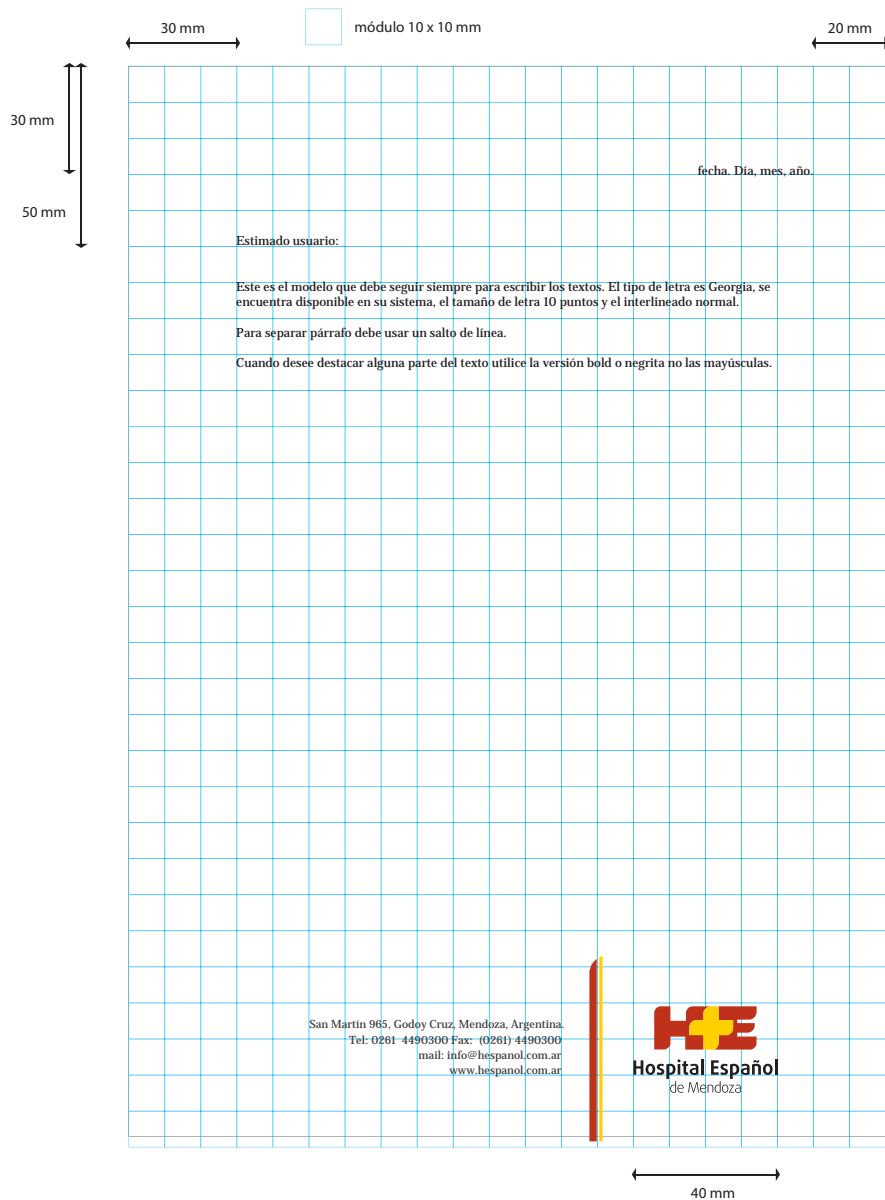 30 mm
módulo 10 x 10 mm
20 mm
30 mm
50 mm
fecha. Día, mes, año.
Estimado usuario:
Este es el modelo que debe seguir siempre para escribir los textos. El tipo de letra es Georgia, se
encuentra disponible en su sistema, el tamaño de letra 10 puntos y el interlineado normal.
Para separar párrafo debe usar un salto de línea.
Cuando desee destacar alguna parte del texto utilice la versión bold o negrita no las mayúsculas.
San Martín 965, Godoy Cruz, Mendoza, Argentina.
Tel: 0261 4490300 Fax: (0261) 4490300
mail: info@hespanol.com.ar
www.hespanol.com.ar
HE
Hospital Español
de Mendoza
40 mm